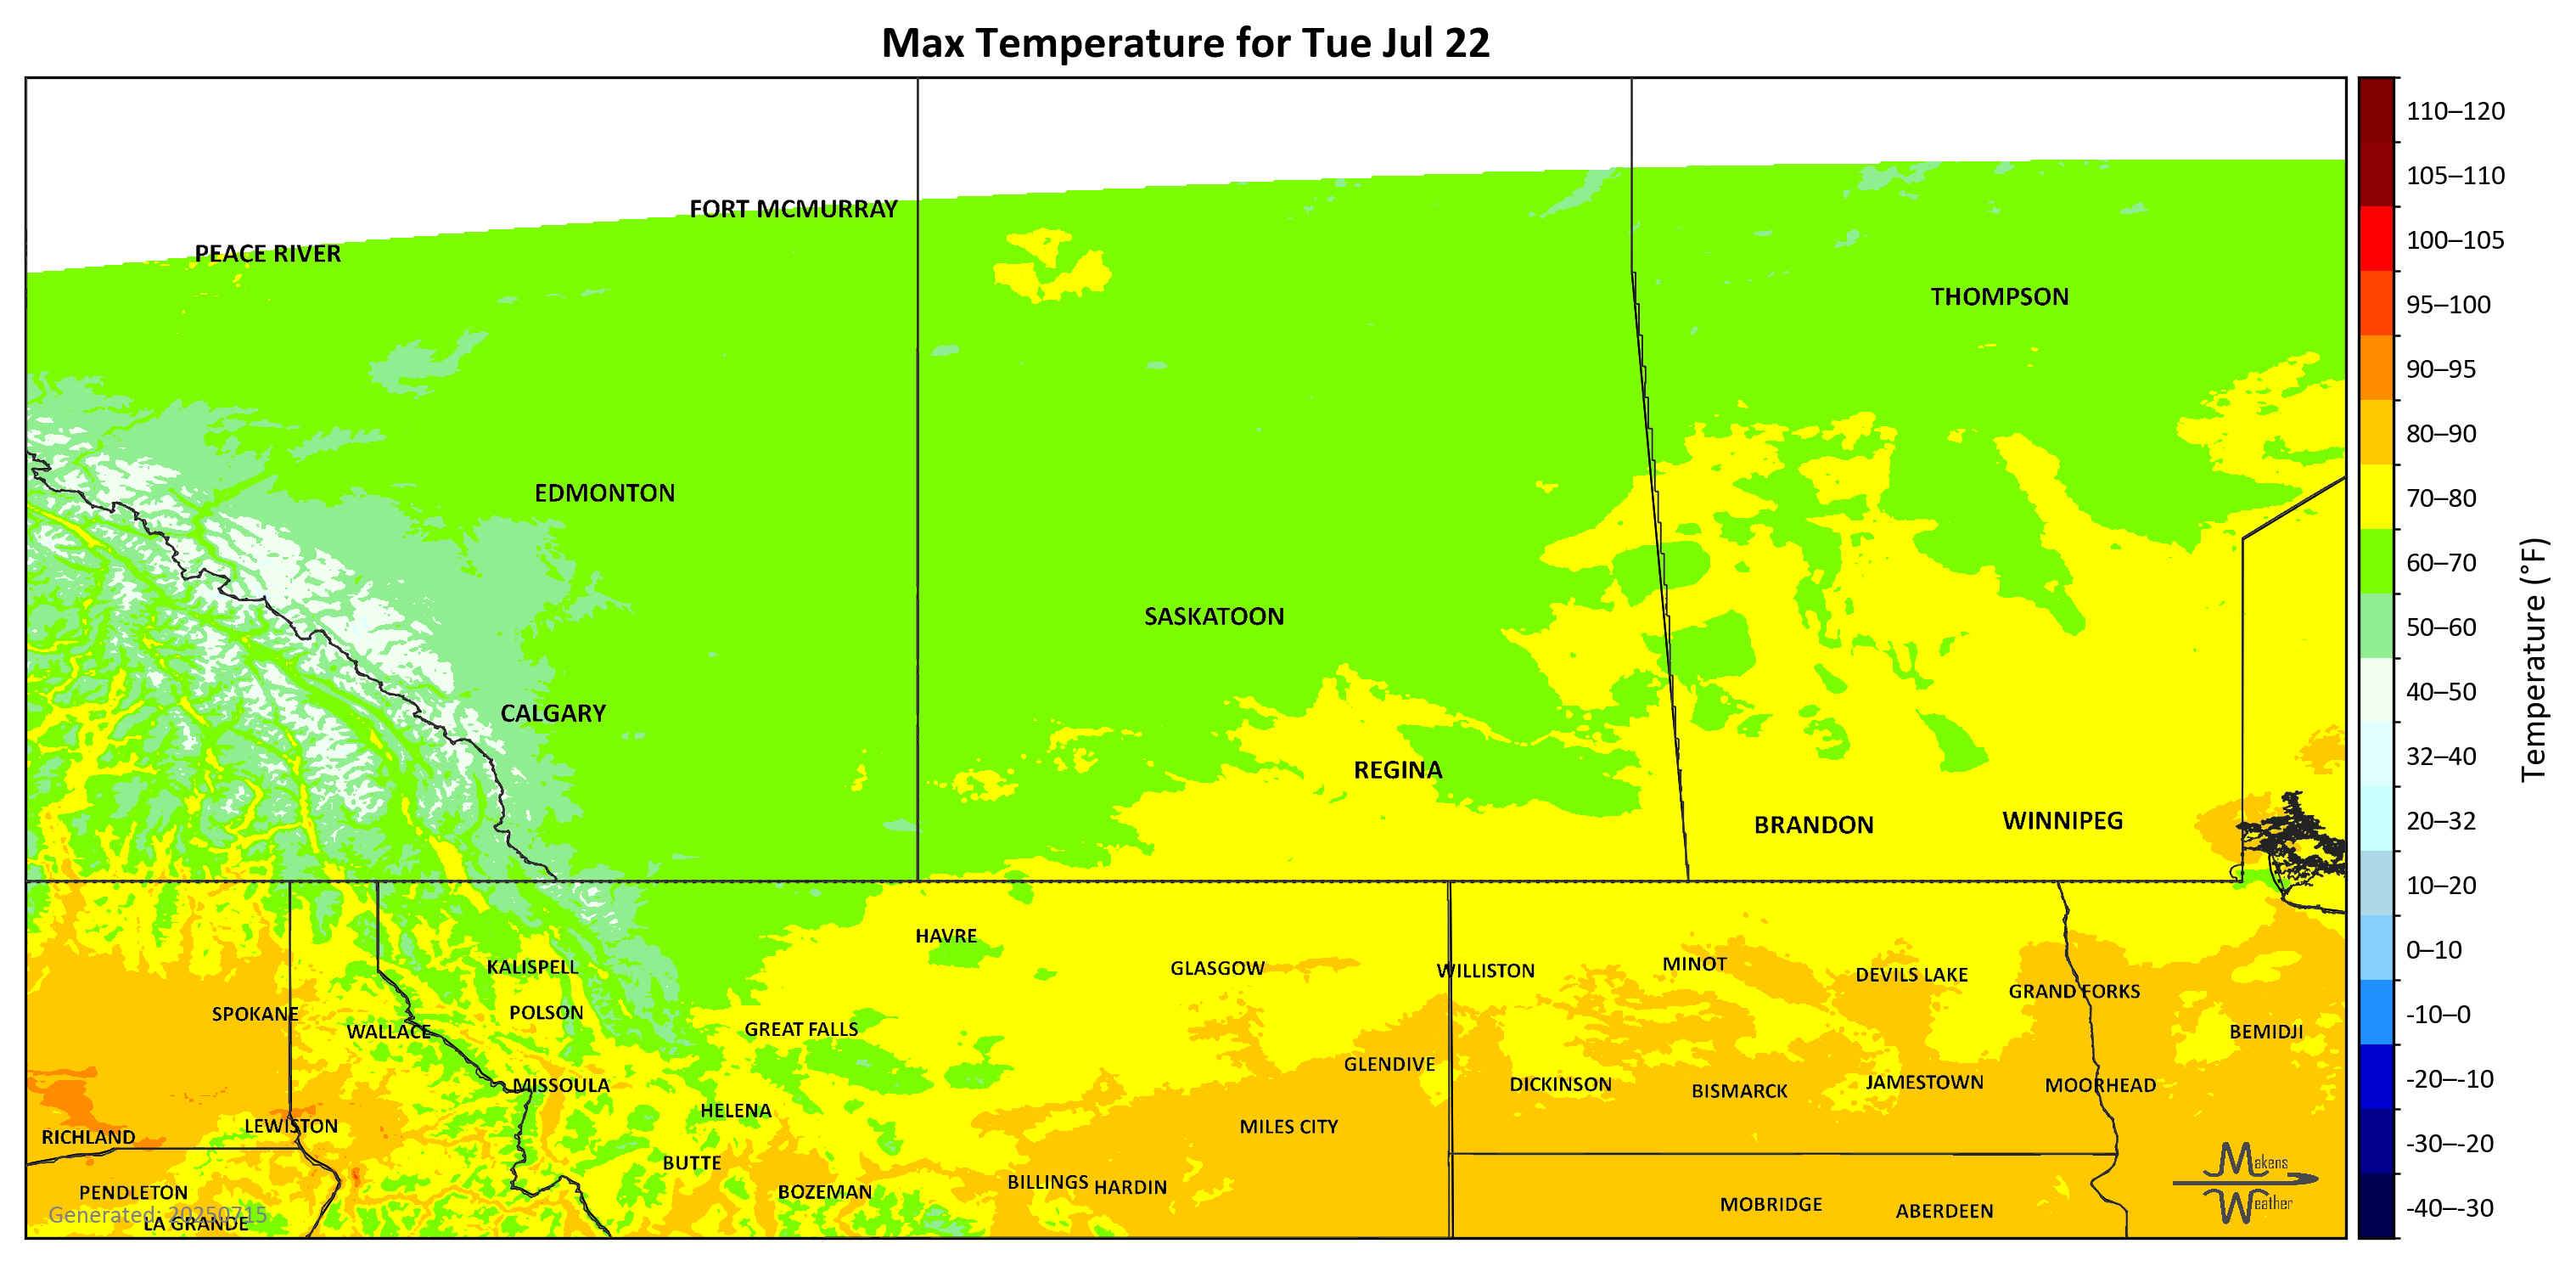 Max Temperature for Tue Jul 22
110–120
105–110
FORT MCMURRAY
100–105
PEACE RIVER
THOMPSON
95–100
90–95
80–90
EDMONTON
70–80
60–70
SASKATOON
50–60
Temperature (°F)
40–50
CALGARY
32–40
REGINA
20–32
BRANDON
WINNIPEG
10–20
HAVRE
0–10
KALISPELL
GLASGOW
WILLISTON
MINOT
DEVILS LAKE
GRAND FORKS
SPOKANE
POLSON
-10–0
WALLACE
GREAT FALLS
BEMIDJI
GLENDIVE
MISSOULA
DICKINSON
BISMARCK
JAMESTOWN
MOORHEAD
-20–-10
HELENA
LEWISTON
MILES CITY
RICHLAND
-30–-20
BUTTE
Makens
Weather
PENDLETON
BOZEMAN
BILLINGS
HARDIN
MOBRIDGE
ABERDEEN
-40–-30
Generated: 20250715
LA GRANDE